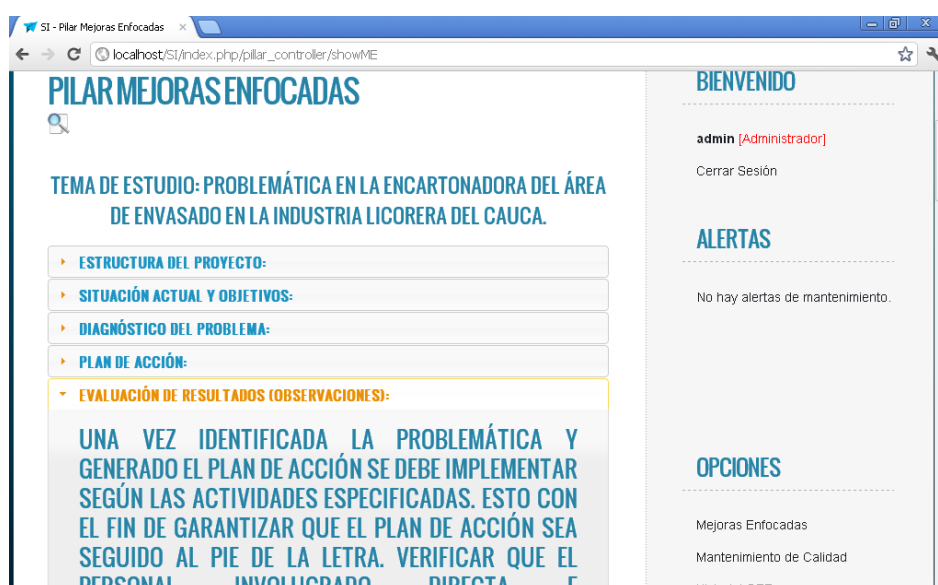 SI - Pilar Mejoras Enfocadas
localhost/SI/index.php/pillar_controller/showME
PILAR MEJORAS ENFOCADAS
TEMA DE ESTUDIO: PROBLEMÁTICA EN LA ENCARTONADORA DEL ÁREA
DE ENVASADO EN LA INDUSTRIA LICORERA DEL CAUCA.
ESTRUCTURA DEL PROYECTO:
SITUACIÓN ACTUAL Y OBJETIVOS:
DIAGNÓSTICO DEL PROBLEMA:
PLAN DE ACCIÓN:
EVALUACIÓN DE RESULTADOS (OBSERVACIONES):
UNA VEZ IDENTIFICADA LA PROBLEMÁTICA Y
GENERADO EL PLAN DE ACCIÓN SE DEBE IMPLEMENTAR
SEGÚN LAS ACTIVIDADES ESPECIFICADAS. ESTO CON
EL FIN DE GARANTIZAR QUE EL PLAN DE ACCIÓN SEA
SEGUIDO AL PIE DE LA LETRA. VERIFICAR QUE EL
PERSONAL INVOLUCRADO DIRECTA E
BIENVENIDO
admin [Administrador]
Cerrar Sesión
ALERTAS
No hay alertas de mantenimiento.
OPCIONES
Mejoras Enfocadas
Mantenimiento de Calidad